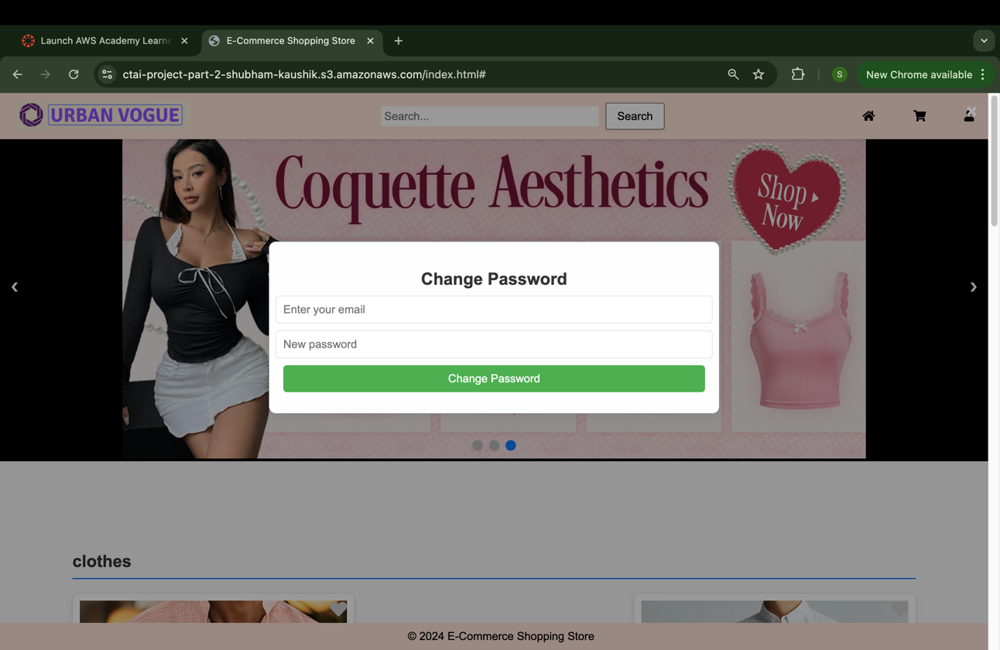 Launch AWS Academy Learne
E-Commerce Shopping Store
ctai-project-part-2-shubham-kaushik.s3.amazonaws.com/index.html#
S
New Chrome available
URBAN VOGUE
Search...
Search
Coquette Aesthetics
Shop
Now
Change Password
Enter your email
New password
Change Password
clothes
© 2024 E-Commerce Shopping Store